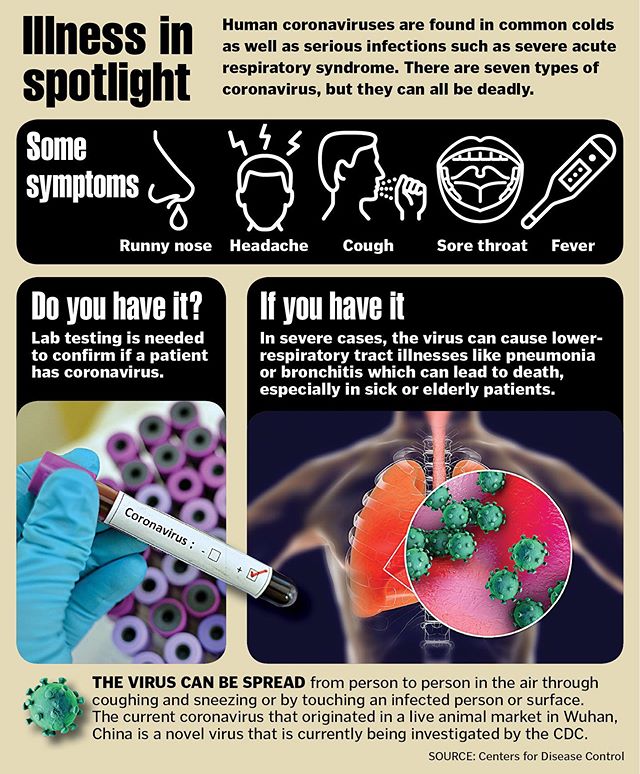 Illness in
spotlight
Human coronaviruses are found in common colds
as well as serious infections such as severe acute
respiratory syndrome. There are seven types of
coronavirus, but they can all be deadly.
Some
symptoms
Runny nose
Headache
Cough
Sore throat
Fever
Do you have it?
Lab testing is needed
to confirm if a patient
has coronavirus.
Coronavirus : - +
If you have it
In severe cases, the virus can cause lower-
respiratory tract illnesses like pneumonia
or bronchitis which can lead to death,
especially in sick or elderly patients.
THE VIRUS CAN BE SPREAD from person to person in the air through
coughing and sneezing or by touching an infected person or surface.
The current coronavirus that originated in a live animal market in Wuhan,
China is a novel virus that is currently being investigated by the CDC.
SOURCE: Centers for Disease Control